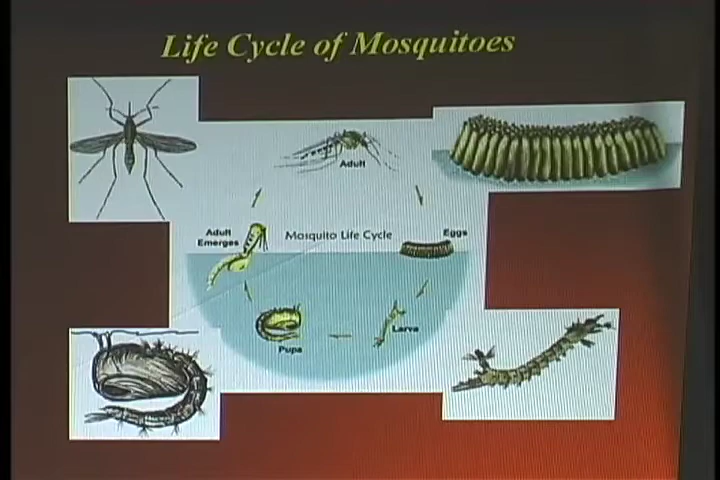 Life Cycle of Mosquitoes
Adult
Adult
Emerges
Mosquito Life Cycle
Eggs
Larva
Pupa